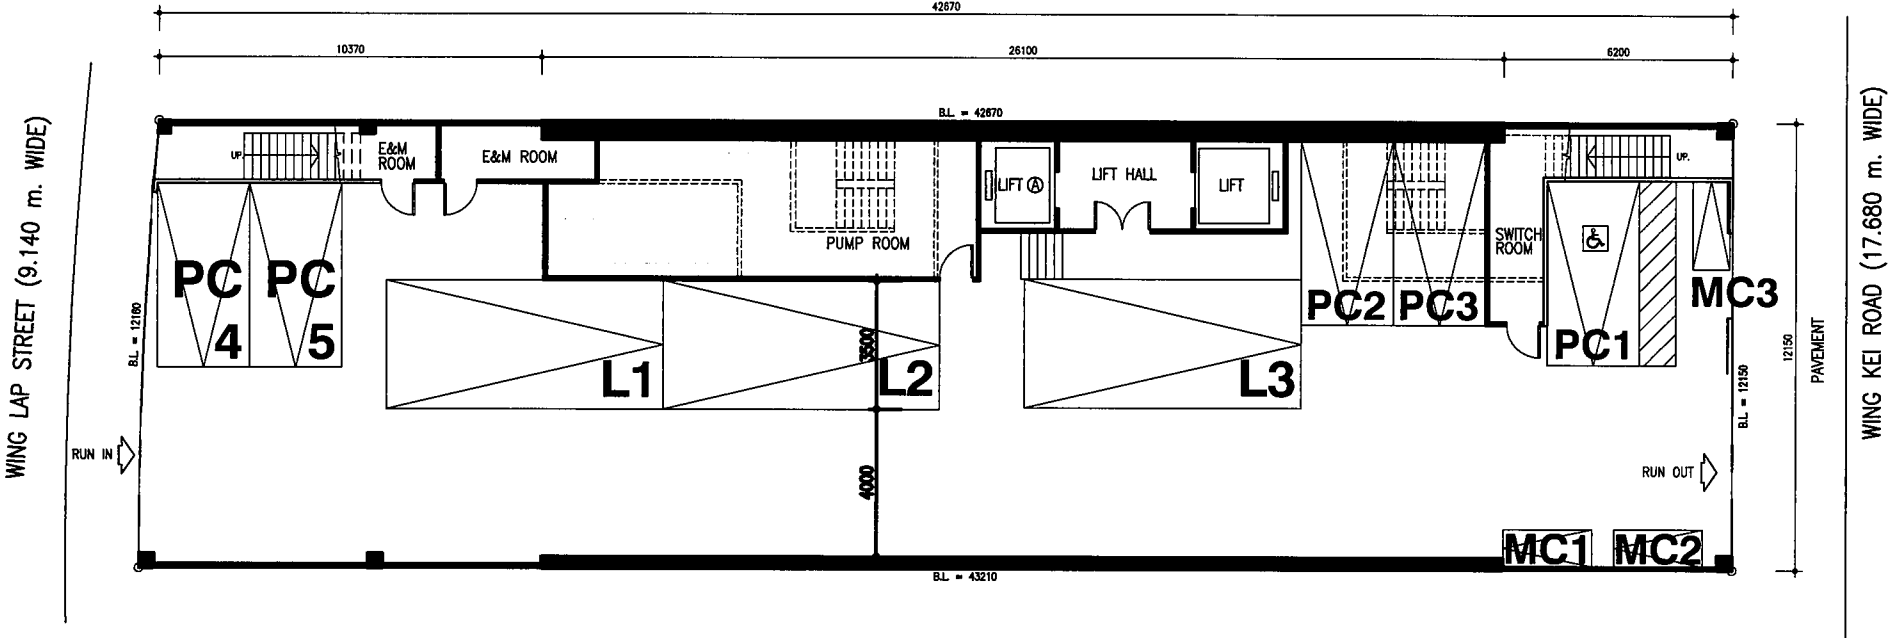 42670
10370
26100
6200
B.L. = 42670
WING LAP STREET (9.140 m. WIDE)
WING KEI ROAD (17.680 m. WIDE)
UP.
E&M
ROOM
E&M ROOM
LIFT A
LIFT HALL
LIFT
UP.
PUMP ROOM
SWITCH
ROOM
PC
4
PC
5
PC2
PC3
MC3
PC1
B.L. = 12160
3500
L1
L2
L3
12150
PAVEMENT
B.L. = 12150
RUN IN
4000
RUN OUT
MC1
MC2
B.L. = 43210